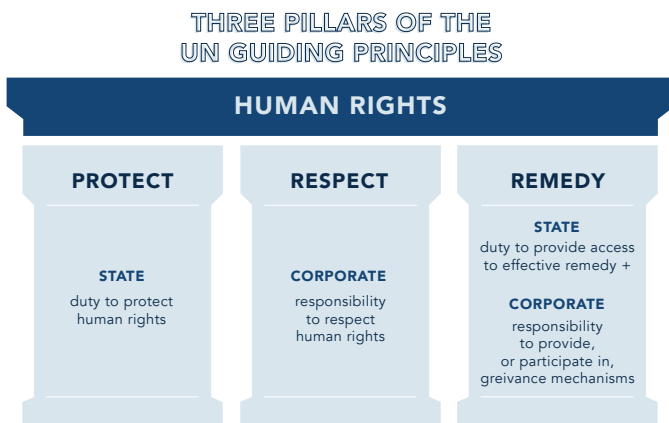 THREE PILLARS OF THE
UN GUIDING PRINCIPLES
HUMAN RIGHTS
PROTECT
STATE
duty to protect
human rights
RESPECT
CORPORATE
responsibility
to respect
human rights
REMEDY
STATE
duty to provide access
to effective remedy +
CORPORATE
responsibility
to provide,
or participate in,
greivance mechanisms